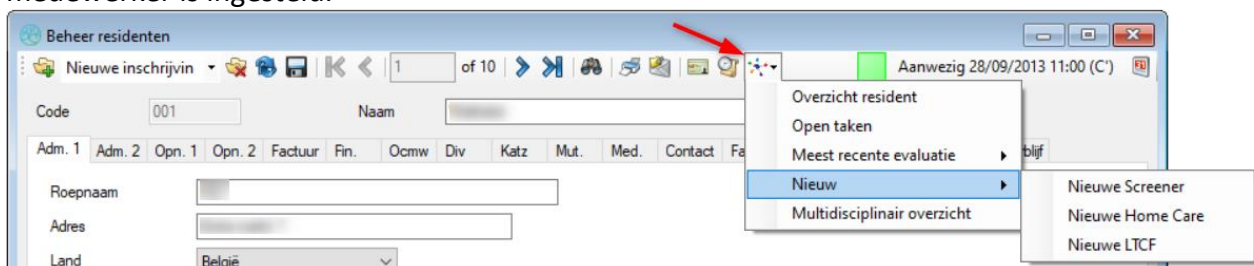 medewerker is ingesteld.
Beheer residenten
Nieuwe inschrijvin 1 of 10 Aanwezig 28/09/2013 11:00 (C')
Code 001 Naam
Overzicht resident
Open taken
Adm. 1 Adm. 2 Opn. 1 Opn. 2 Factuur Fin. Ocmw Div Katz Mut. Med. Contact
Meest recente evaluatie
Roepnaam
Nieuw Nieuwe Screener
Adres
Multidisciplinair overzicht Nieuwe Home Care
Land België
Nieuwe LTCF